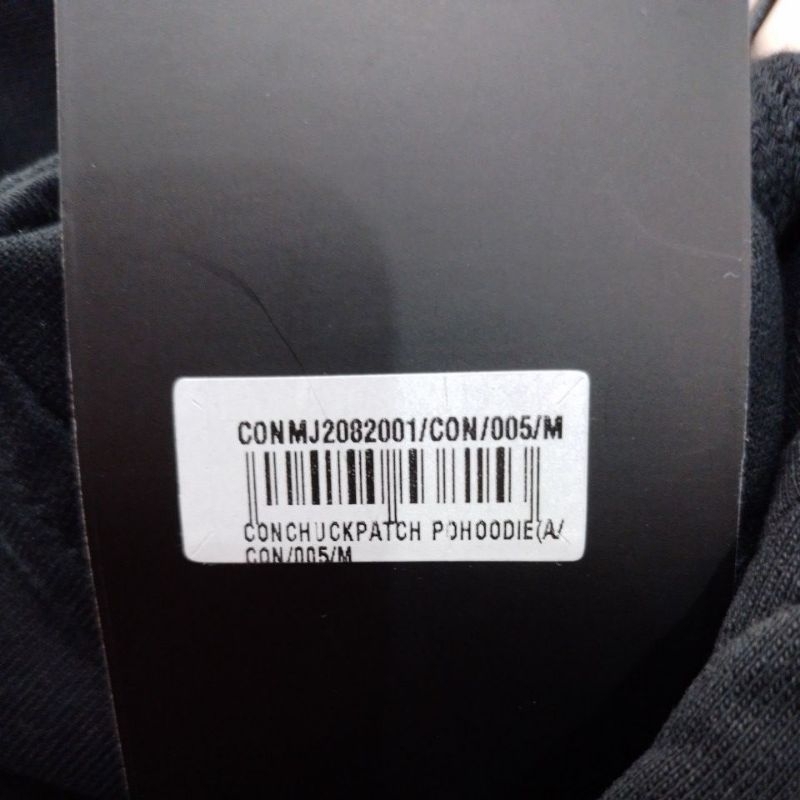 CONMJ2082001/CON/005/M
CONCHUCKPATCH POHOODIE(A/
CON/005/M